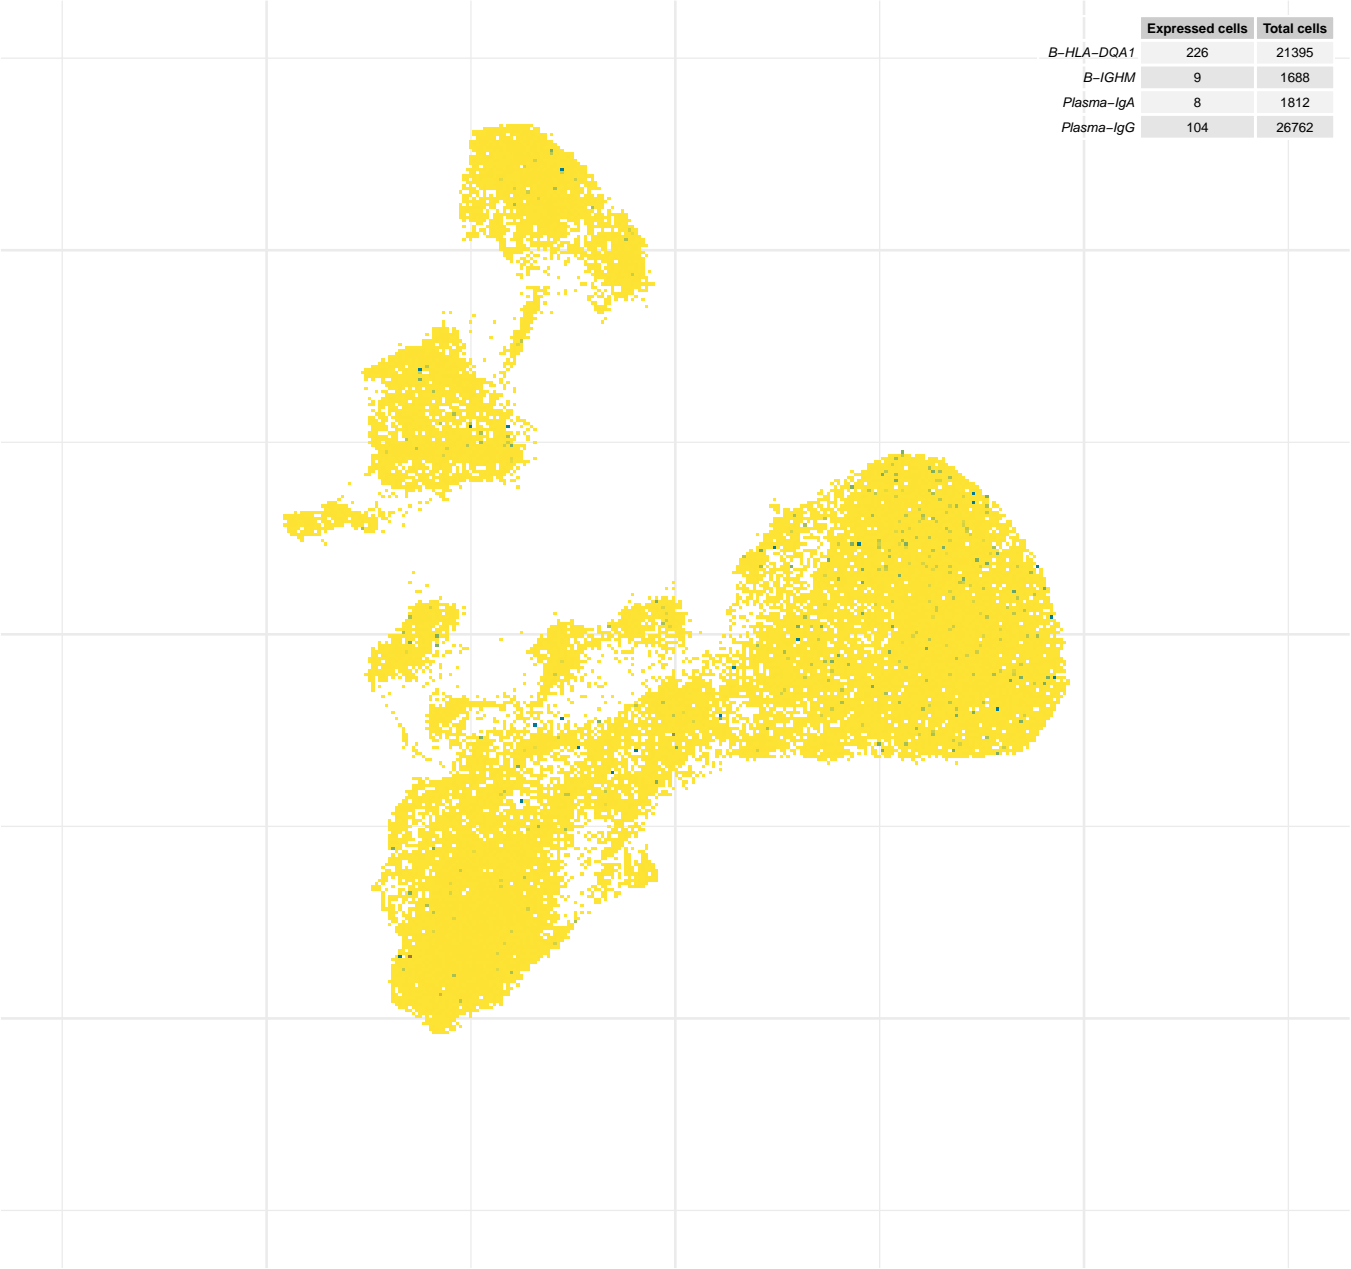 Expressed cells Total cells
B−HLA−DQA1 226 21395
B−IGHM 9 1688
Plasma−IgA 8 1812
Plasma−IgG 104 26762